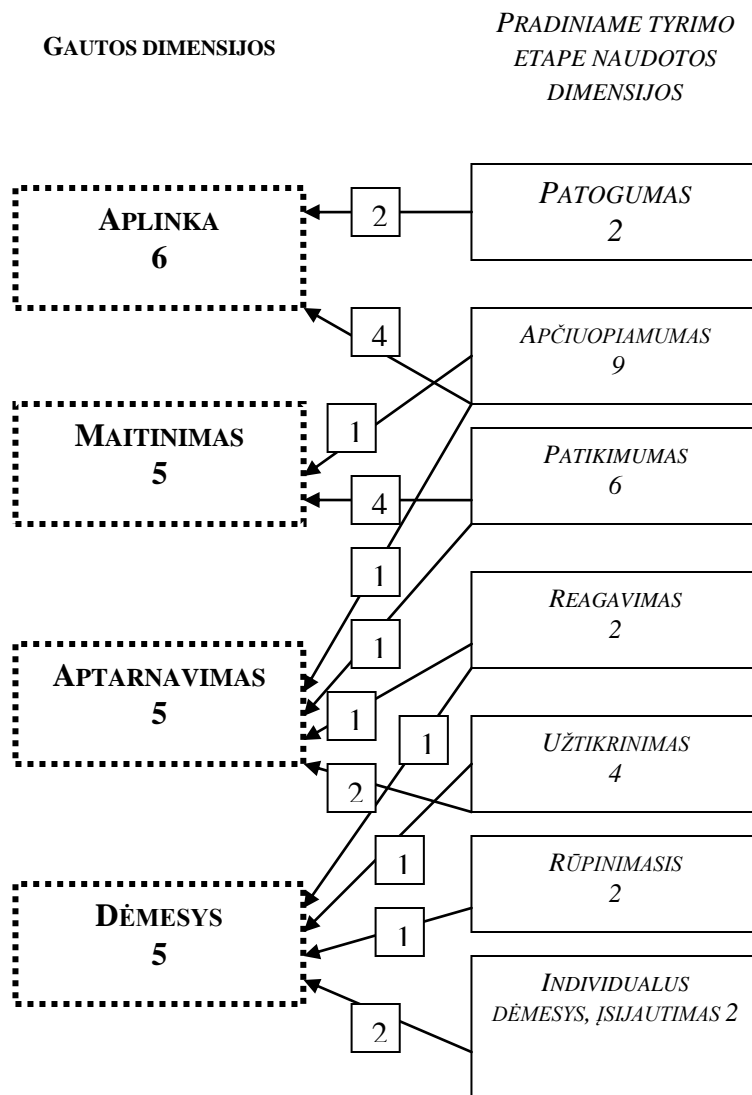 GAUTOS DIMENSIJOS
PRADINIAME TYRIMO
ETAPE NAUDOTOS
DIMENSIJOS
APLINKA
6
2
PATOGUMAS
2
4
APČIUOPIAMUMAS
9
MAITINIMAS
5
1
4
PATIKIMUMAS
6
1
1
REAGAVIMAS
2
APTARNAVIMAS
5
1
1
2
UŽTIKRINIMAS
4
1
RŪPINIMASIS
2
DĖMESYS
5
1
2
INDIVIDUALUS
DĖMESYS, ĮSIJAUTIMAS 2